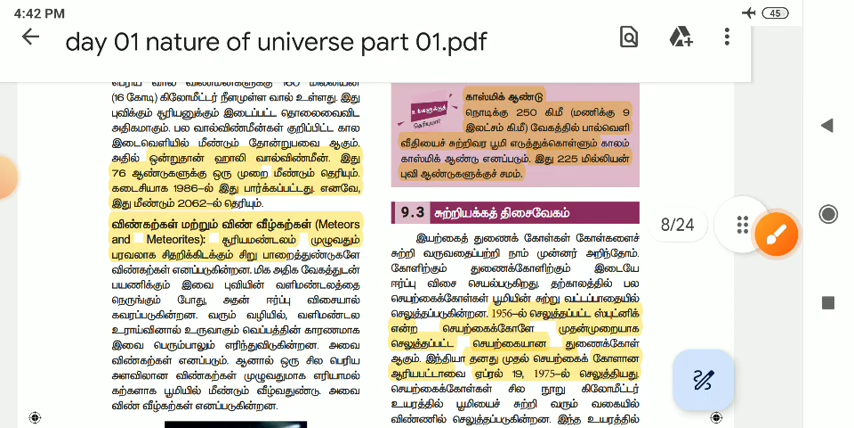 4:42 PM
45
day 01 nature of universe part 01.pdf
(16 கோடி) கிலோமீட்டர் நீளமுள்ள வால் உள்ளது. இது
புவிக்கும் சூரியனுக்கும் இடைப்பட்ட தொலைவைவிட
அதிகமாகும். பல வால்விண்மீன்கள் குறிப்பிட்ட கால
இடைவெளியில் மீண்டும் தோன்றுபவை ஆகும்.
அதில் ஒன்றுதான் ஹாலி வால்விண்மீன். இது
76 ஆண்டுகளுக்கு ஒரு முறை மீண்டும் தெரியும்.
கடைசியாக 1986–ல் இது பார்க்கப்பட்டது. எனவே,
இது மீண்டும் 2062–ல் தெரியும்.
விண்கற்கள் மற்றும் விண் வீழ்கற்கள் (Meteors
and Meteorites): சூரியமண்டலம் முழுவதும்
பரவலாக சிதறிக்கிடக்கும் சிறு பாறைத்துண்டுகளே
விண்கற்கள் எனப்படுகின்றன. மிக அதிக வேகத்துடன்
பயணிக்கும் இவை புவியின் வளிமண்டலத்தை
நெருங்கும் போது, அதன் ஈர்ப்பு விசையால்
கவரப்படுகின்றன. வரும் வழியில், வளிமண்டல
உராய்வினால் உருவாகும் வெப்பத்தின் காரணமாக
இவை பெரும்பாலும் எரிந்துவிடுகின்றன. அவை
விண்கற்கள் எனப்படும். ஆனால் ஒரு சில பெரிய
அளவிலான விண்கற்கள் முழுவதுமாக எரியாமல்
கற்களாக பூமியில் மீண்டும் வீழ்வதுண்டு. அவை
விண் வீழ்கற்கள் எனப்படுகின்றன.
உங்களுக்குத்
தெரியுமா?
காஸ்மிக் ஆண்டு
நொடிக்கு 250 கி.மீ (மணிக்கு 9
இலட்சம் கி.மீ) வேகத்தில் பால்வெளி
வீதியைச் சுற்றிவர பூமி எடுத்துக்கொள்ளும் காலம்
காஸ்மிக் ஆண்டு எனப்படும். இது 225 மில்லியன்
புவி ஆண்டுகளுக்குச் சமம்.
9.3 சுற்றியக்கத் திசைவேகம்
இயற்கைத் துணைக் கோள்கள் கோள்களைச்
சுற்றி வருவதைப்பற்றி நாம் முன்னர் அறிந்தோம்.
கோளிற்கும் துணைக்கோளிற்கும் இடையே
ஈர்ப்பு விசை செயல்படுகிறது. தற்காலத்தில் பல
செயற்கைக்கோள்கள் பூமியின் சுற்று வட்டப்பாதையில்
செலுத்தப்படுகின்றன. 1956–ல் செலுத்தப்பட்ட ஸ்புட்னிக்
என்ற செயற்கைக்கோளே முதன்முறையாக
செலுத்தப்பட்ட செயற்கையான துணைக்கோள்
ஆகும். இந்தியா தனது முதல் செயற்கைக் கோளான
ஆரியபட்டாவை ஏப்ரல் 19, 1975–ல் செலுத்தியது.
செயற்கைக்கோள்கள் சில நூறு கிலோமீட்டர்
உயரத்தில் பூமியைச் சுற்றி வரும் வகையில்
விண்ணில் செலுத்தப்படுகின்றன. இந்த உயரத்தில்
8/24